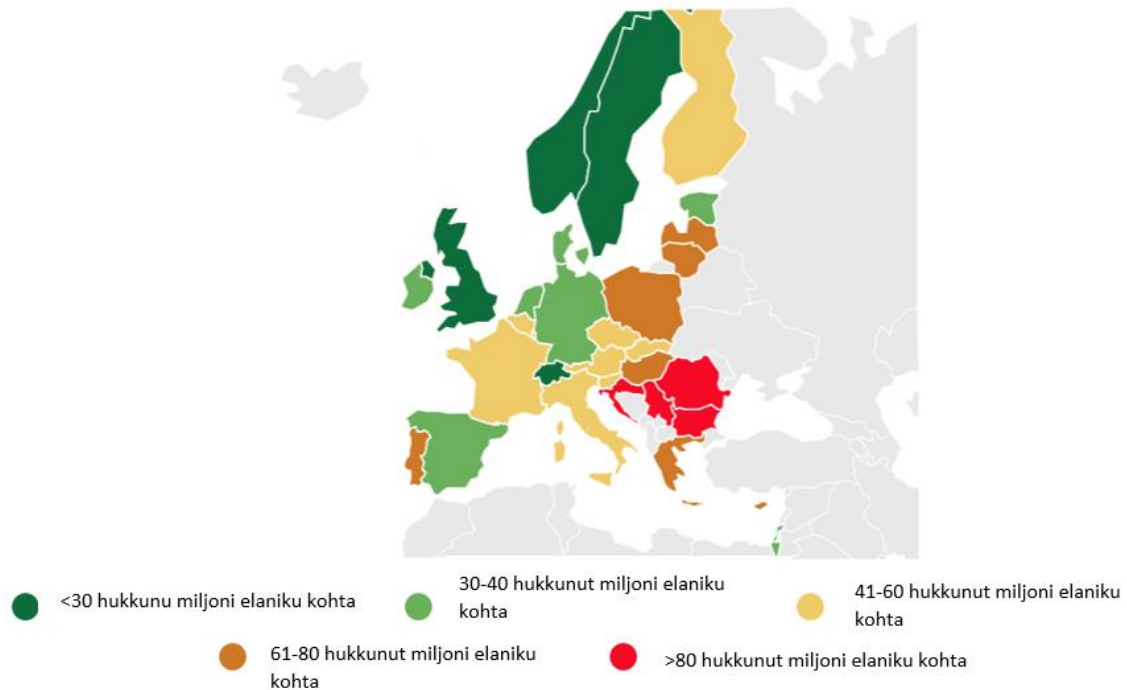 <30 hukkunu miljoni elaniku kohta
30-40 hukkunut miljoni elaniku
kohta
41-60 hukkunut miljoni elaniku
kohta
61-80 hukkunut miljoni elaniku
kohta
>80 hukkunut miljoni elaniku kohta